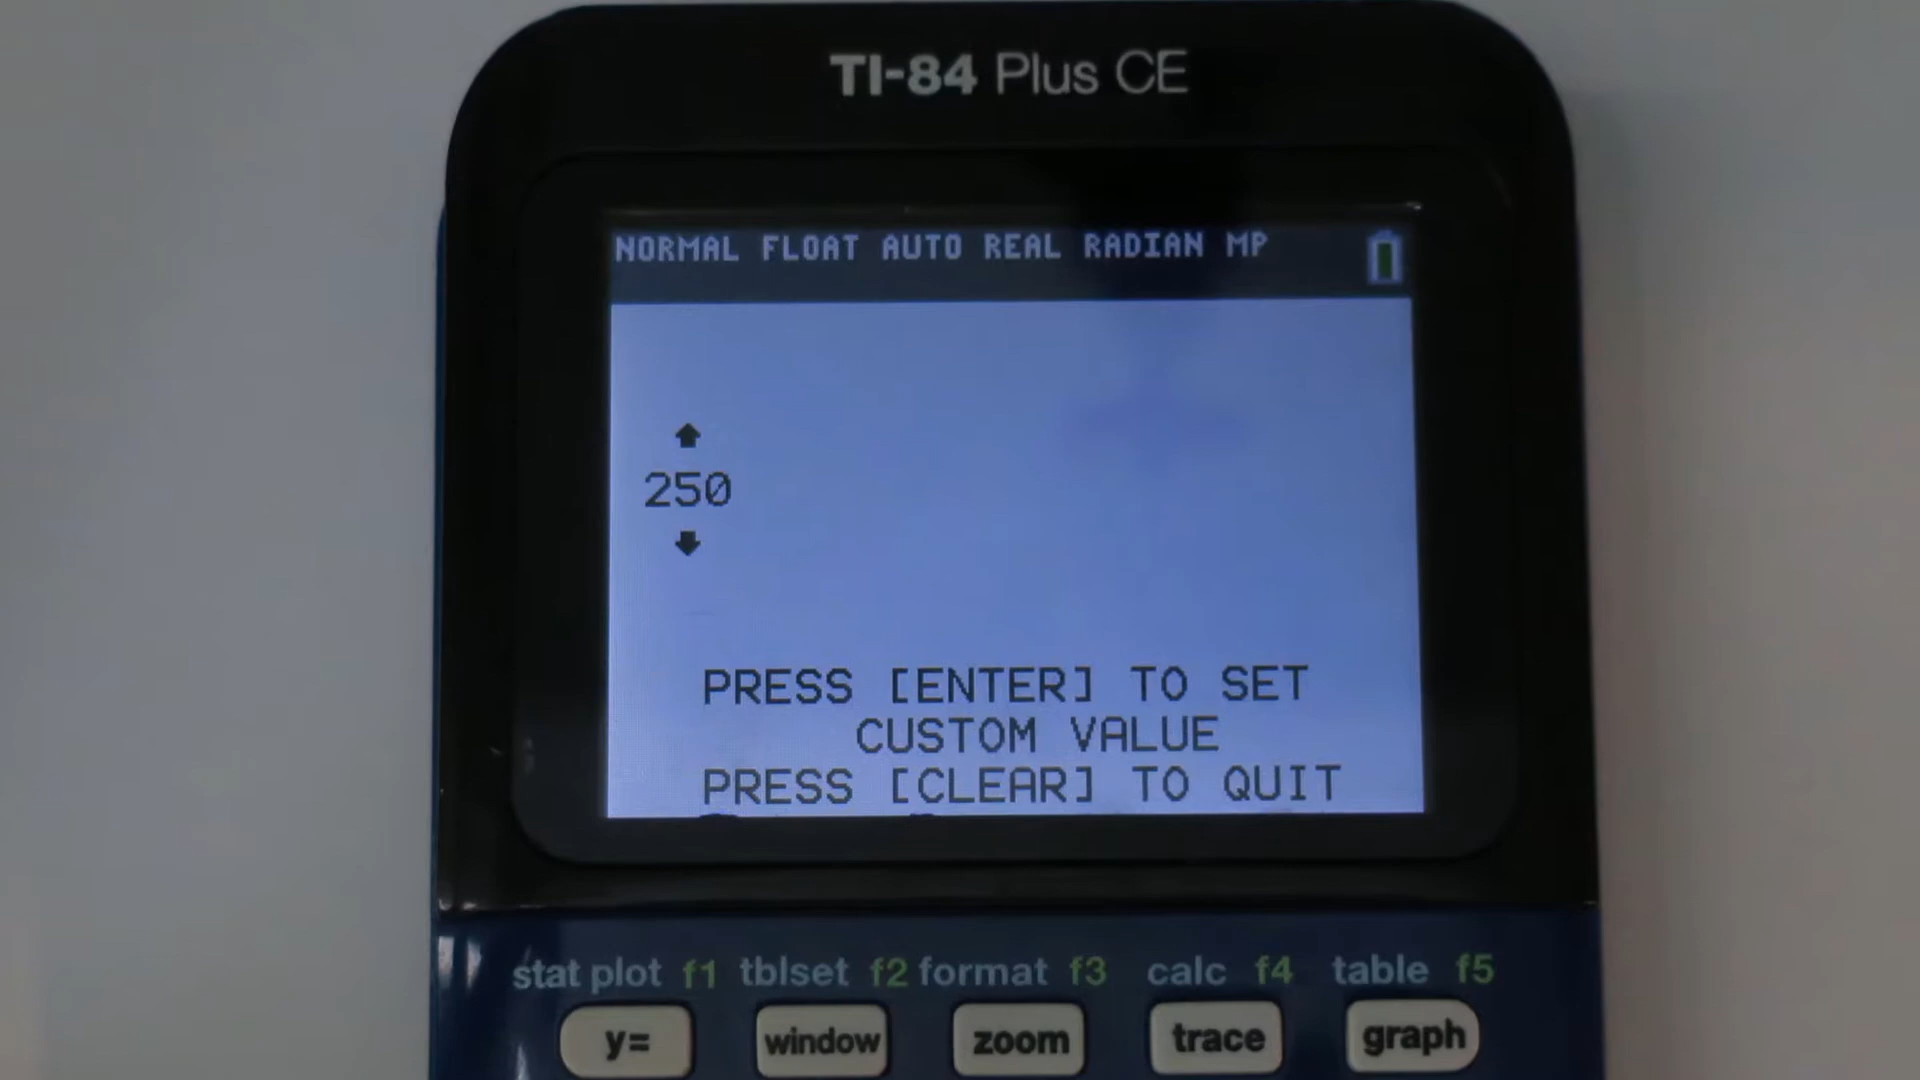 TI-84 Plus CE
NORMAL FLOAT AUTO REAL RADIAN MP
250
PRESS [ENTER] TO SET
CUSTOM VALUE
PRESS [CLEAR] TO QUIT
stat plot f1 tblset f2 format f3 calc f4 table f5
y= window zoom trace graph